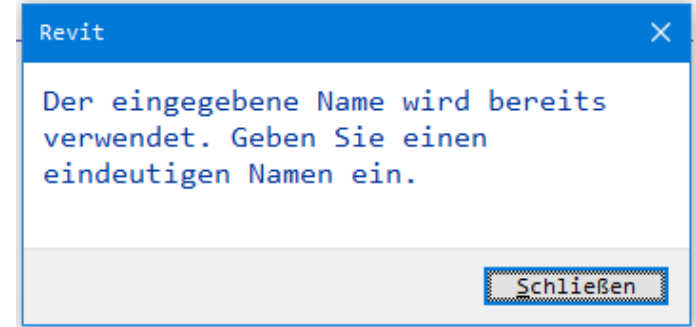 Revit
Der eingegebene Name wird bereits
verwendet. Geben Sie einen
eindeutigen Namen ein.
Schließen